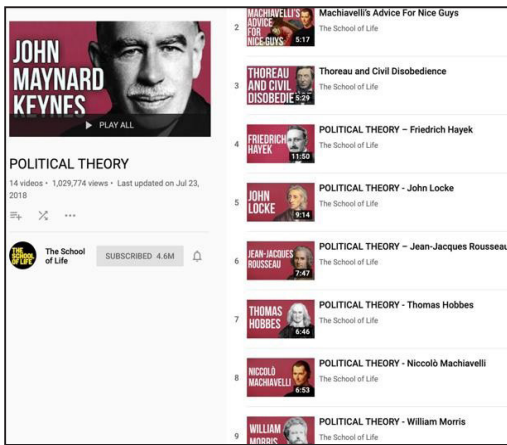 JOHN
MAYNARD
KEYNES
PLAY ALL
POLITICAL THEORY
14 videos • 1,029,774 views • Last updated on Jul 23,
2018
THE
SCHOOL
OF LIFE
The School
of Life
SUBSCRIBED 4.6M
2
MACHIAVELLI'S
ADVICE
FOR
NICE GUYS
5:17
Machiavelli's Advice For Nice Guys
The School of Life
3
THOREAU
AND CIVIL
DISOBEDIE
5:29
Thoreau and Civil Disobedience
The School of Life
4
FRIEDRICH
HAYEK
11:50
POLITICAL THEORY – Friedrich Hayek
The School of Life
5
JOHN
LOCKE
9:14
POLITICAL THEORY - John Locke
The School of Life
6
JEAN-JACQUES
ROUSSEAU
7:47
POLITICAL THEORY – Jean-Jacques Rousseau
The School of Life
7
THOMAS
HOBBES
6:46
POLITICAL THEORY - Thomas Hobbes
The School of Life
8
NICCOLÒ
MACHIAVELLI
6:53
POLITICAL THEORY - Niccolò Machiavelli
The School of Life
9
WILLIAM
MORRIS
POLITICAL THEORY - William Morris
The School of Life